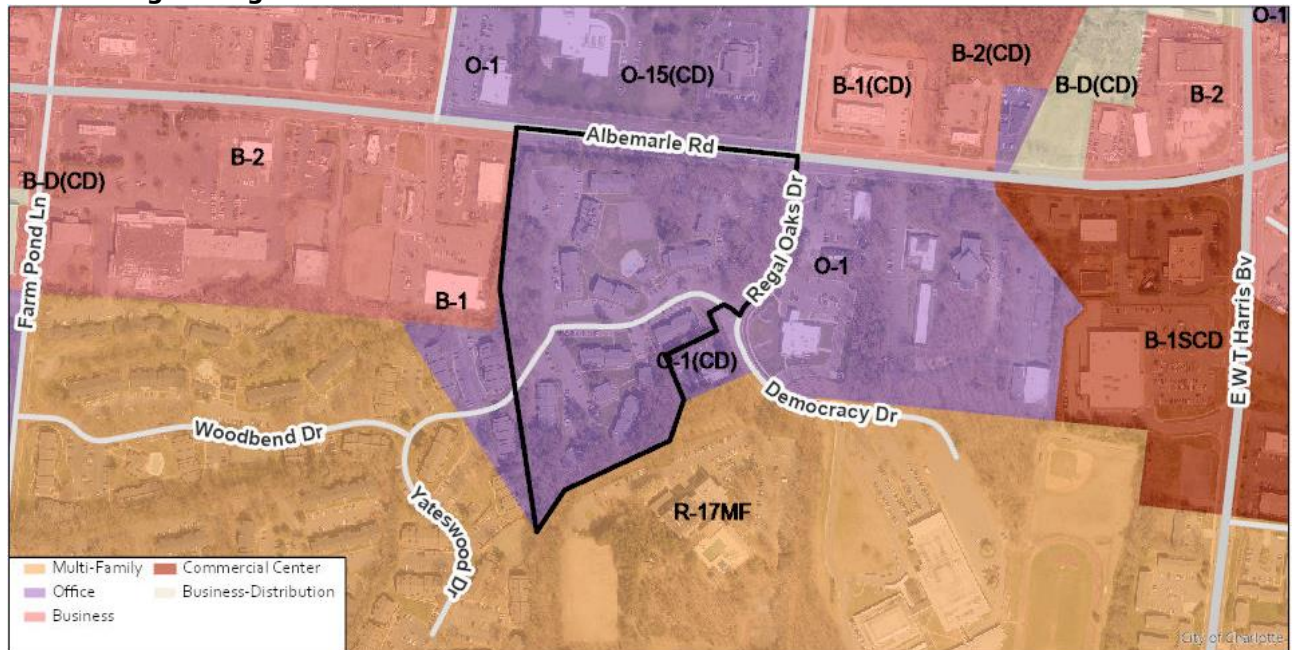 O-1
O-1
O-15(CD)
B-1(CD)
B-2(CD)
B-D(CD)
B-2
Albemarle Rd
B-2
B-D(CD)
Farm Pond Ln
Regal Oaks Dr
O-1
B-1
E W T Harris Bv
B-1SCD
O-1(CD)
Democracy Dr
Woodbend Dr
Yateswood Dr
R-17MF
Multi-Family
Commercial Center
Office
Business-Distribution
Business
City of Charlotte